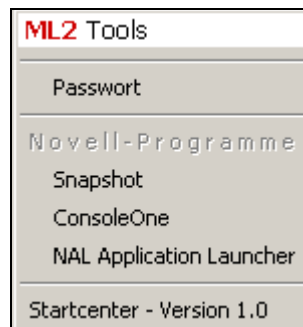 ML2 Tools
Passwort
Novell-Programme
Snapshot
ConsoleOne
NAL Application Launcher
Startcenter - Version 1.0